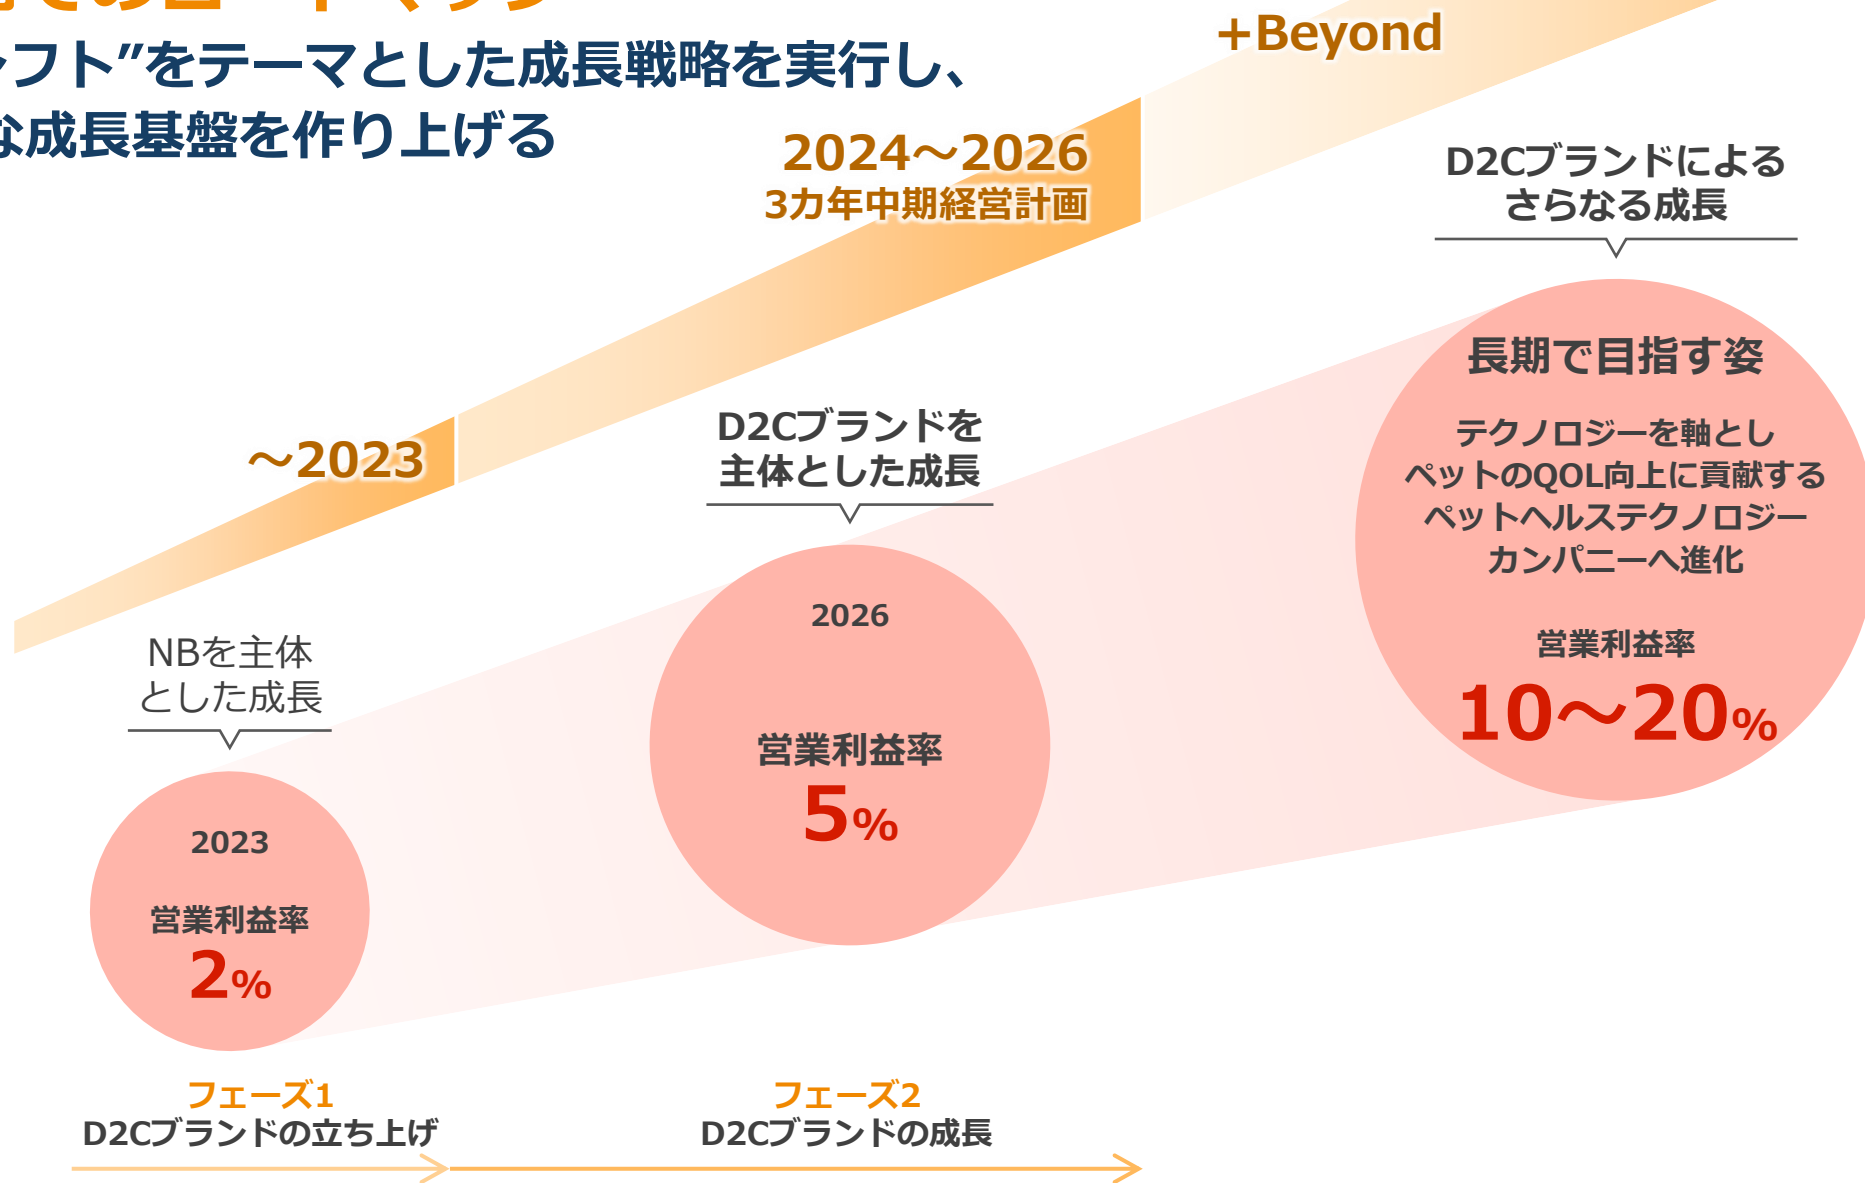 のロードマップ
フト”をテーマとした成長戦略を実行し、
な成長基盤を作り上げる
+Beyond
2024～2026
3カ年中期経営計画
～2023
D2Cブランドによる
さらなる成長
長期で目指す姿
テクノロジーを軸とし
ペットのQOL向上に貢献する
ペットヘルステクノロジー
カンパニーへ進化
営業利益率
10～20%
D2Cブランドを
主体とした成長
2026
営業利益率
5%
NBを主体
とした成長
2023
営業利益率
2%
フェーズ1
D2Cブランドの立ち上げ
フェーズ2
D2Cブランドの成長